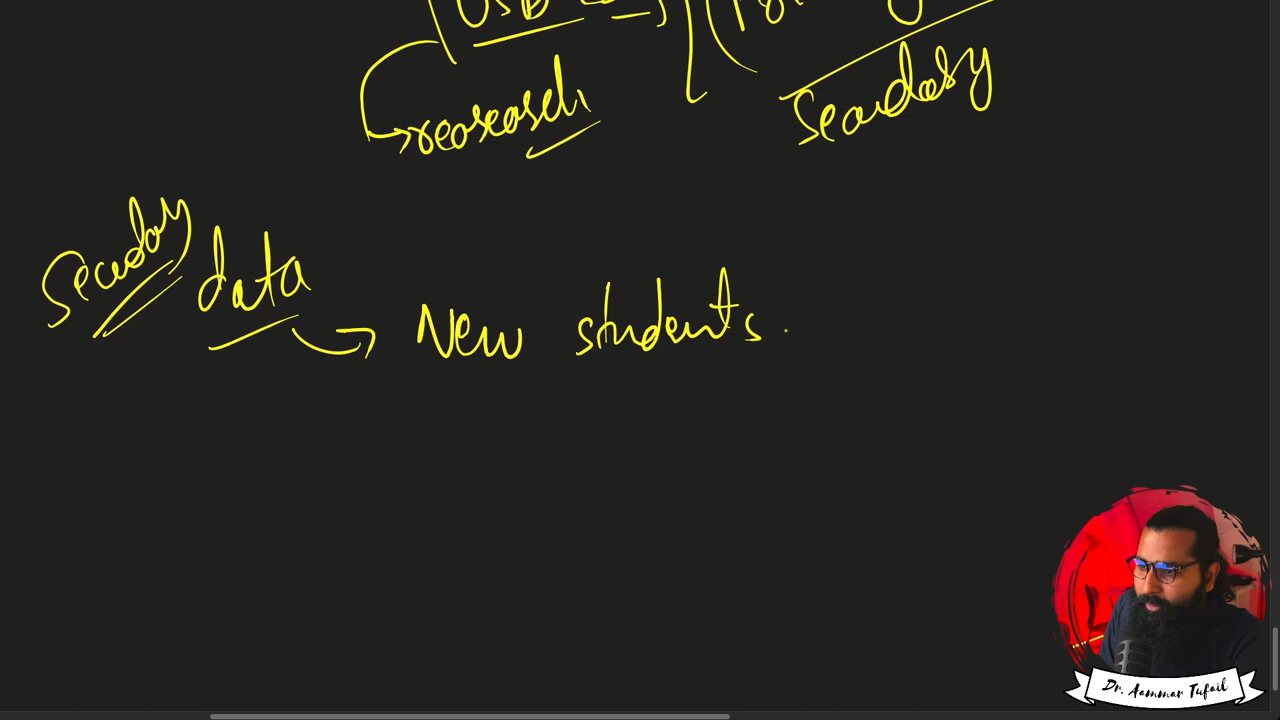 research
Secondary
Secondary data → New students.
Dr. Aammar Tufail